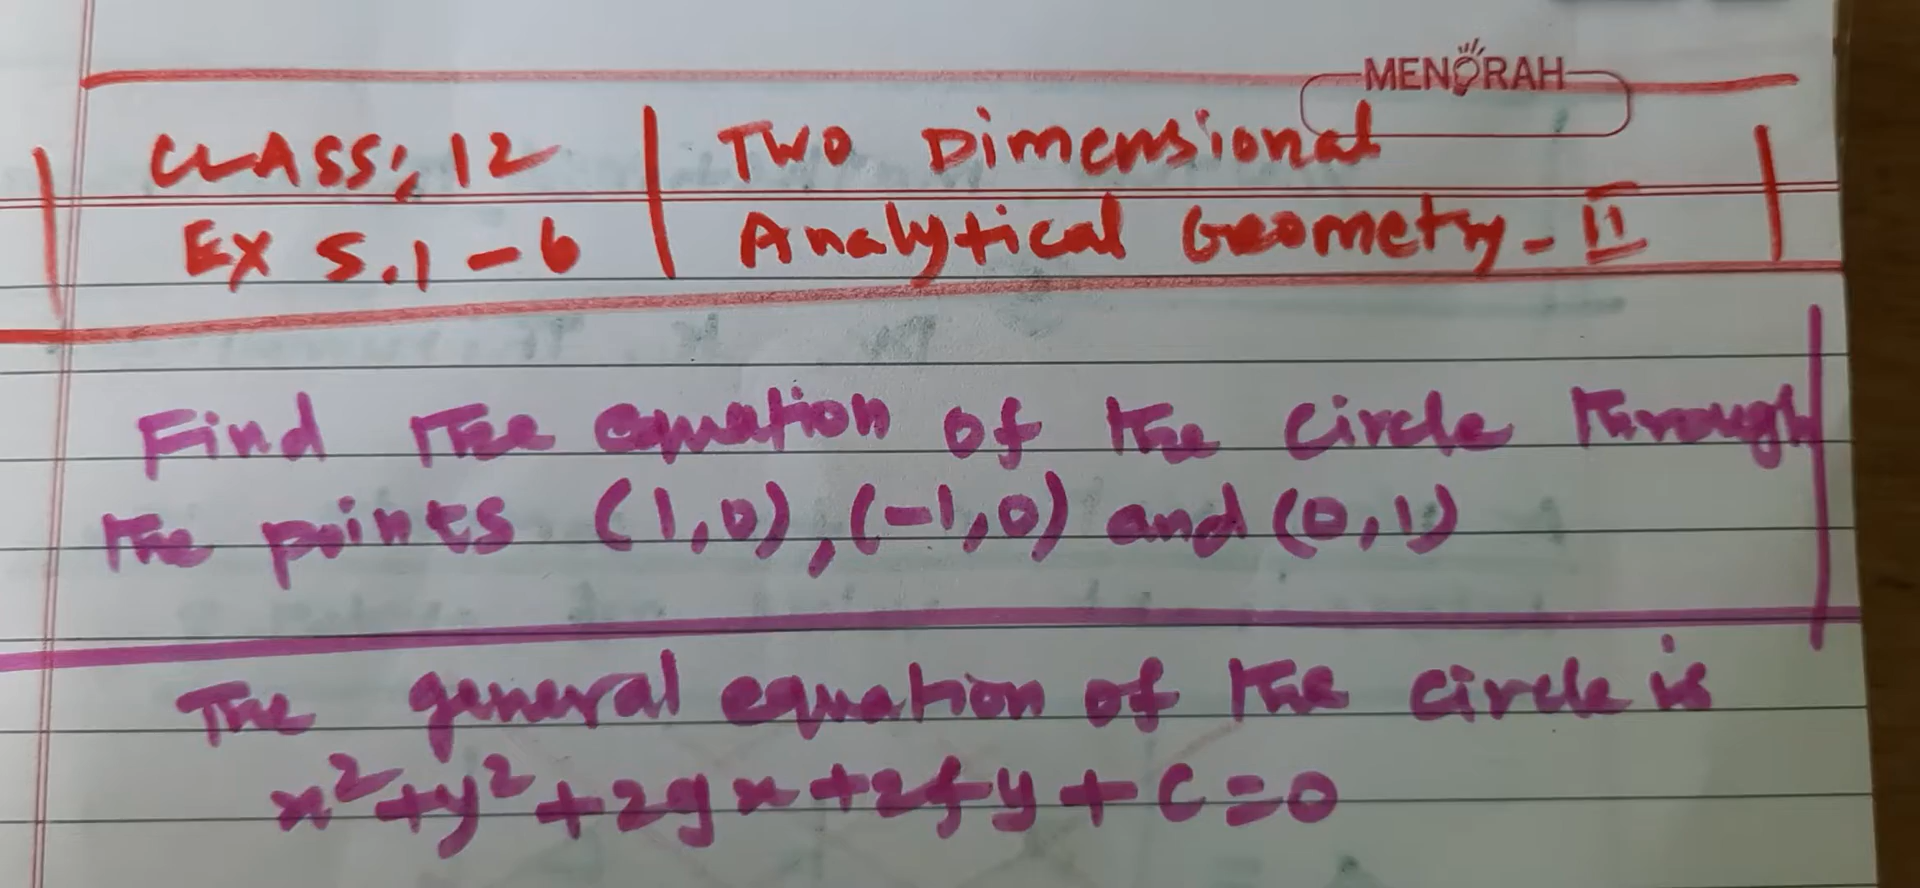 MENORAH
CLASS: 12
EX 5.1 - 6
Two Dimensional
Analytical Geometry - II
Find the equation of the circle through
the points (1,0), (-1,0) and (0,1)
The general equation of the circle is
x²+y²+2gx+2fy+c=0